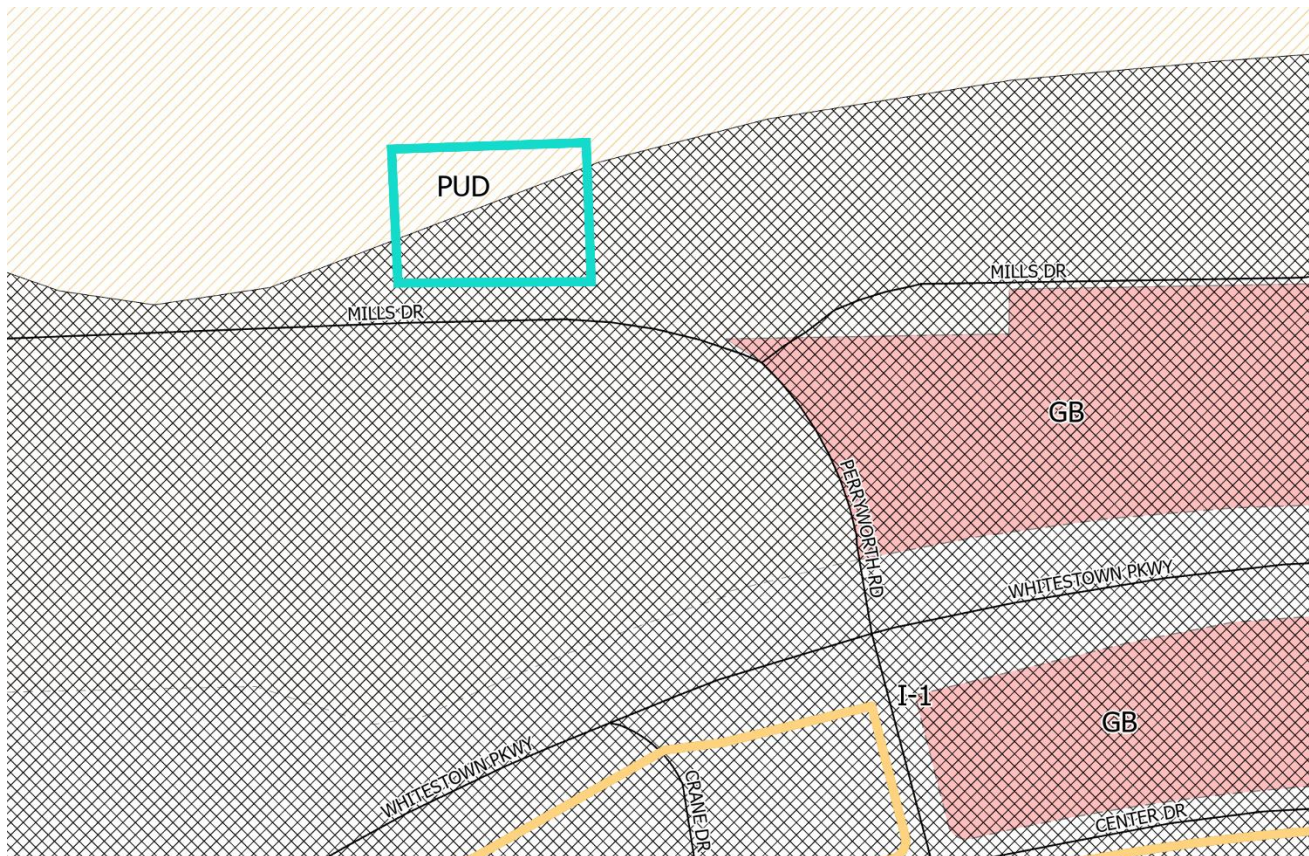 PUD
MILLS DR
MILLS DR
GB
PERRYWORTH RD
WHITESTOWN PKWY
I-1
GB
WHITESTOWN PKWY
CRANE DR
CENTER DR